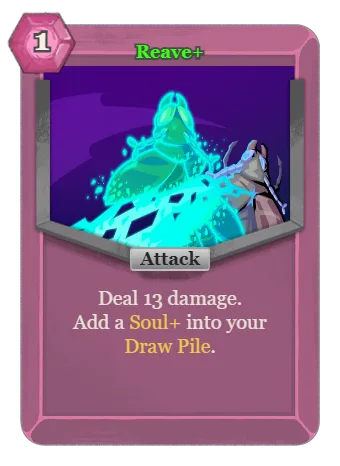 1
Reave+
Attack
Deal 13 damage.
Add a Soul+ into your
Draw Pile.